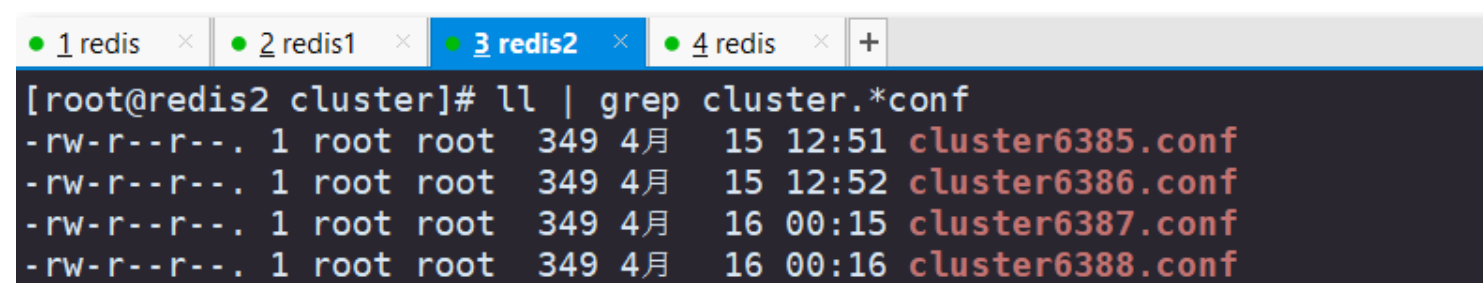 1 redis × 2 redis1 × 3 redis2 × 4 redis × +
[root@redis2 cluster]# ll | grep cluster.*conf
-rw-r--r--. 1 root root  349 4月   15 12:51 cluster6385.conf
-rw-r--r--. 1 root root  349 4月   15 12:52 cluster6386.conf
-rw-r--r--. 1 root root  349 4月   16 00:15 cluster6387.conf
-rw-r--r--. 1 root root  349 4月   16 00:16 cluster6388.conf